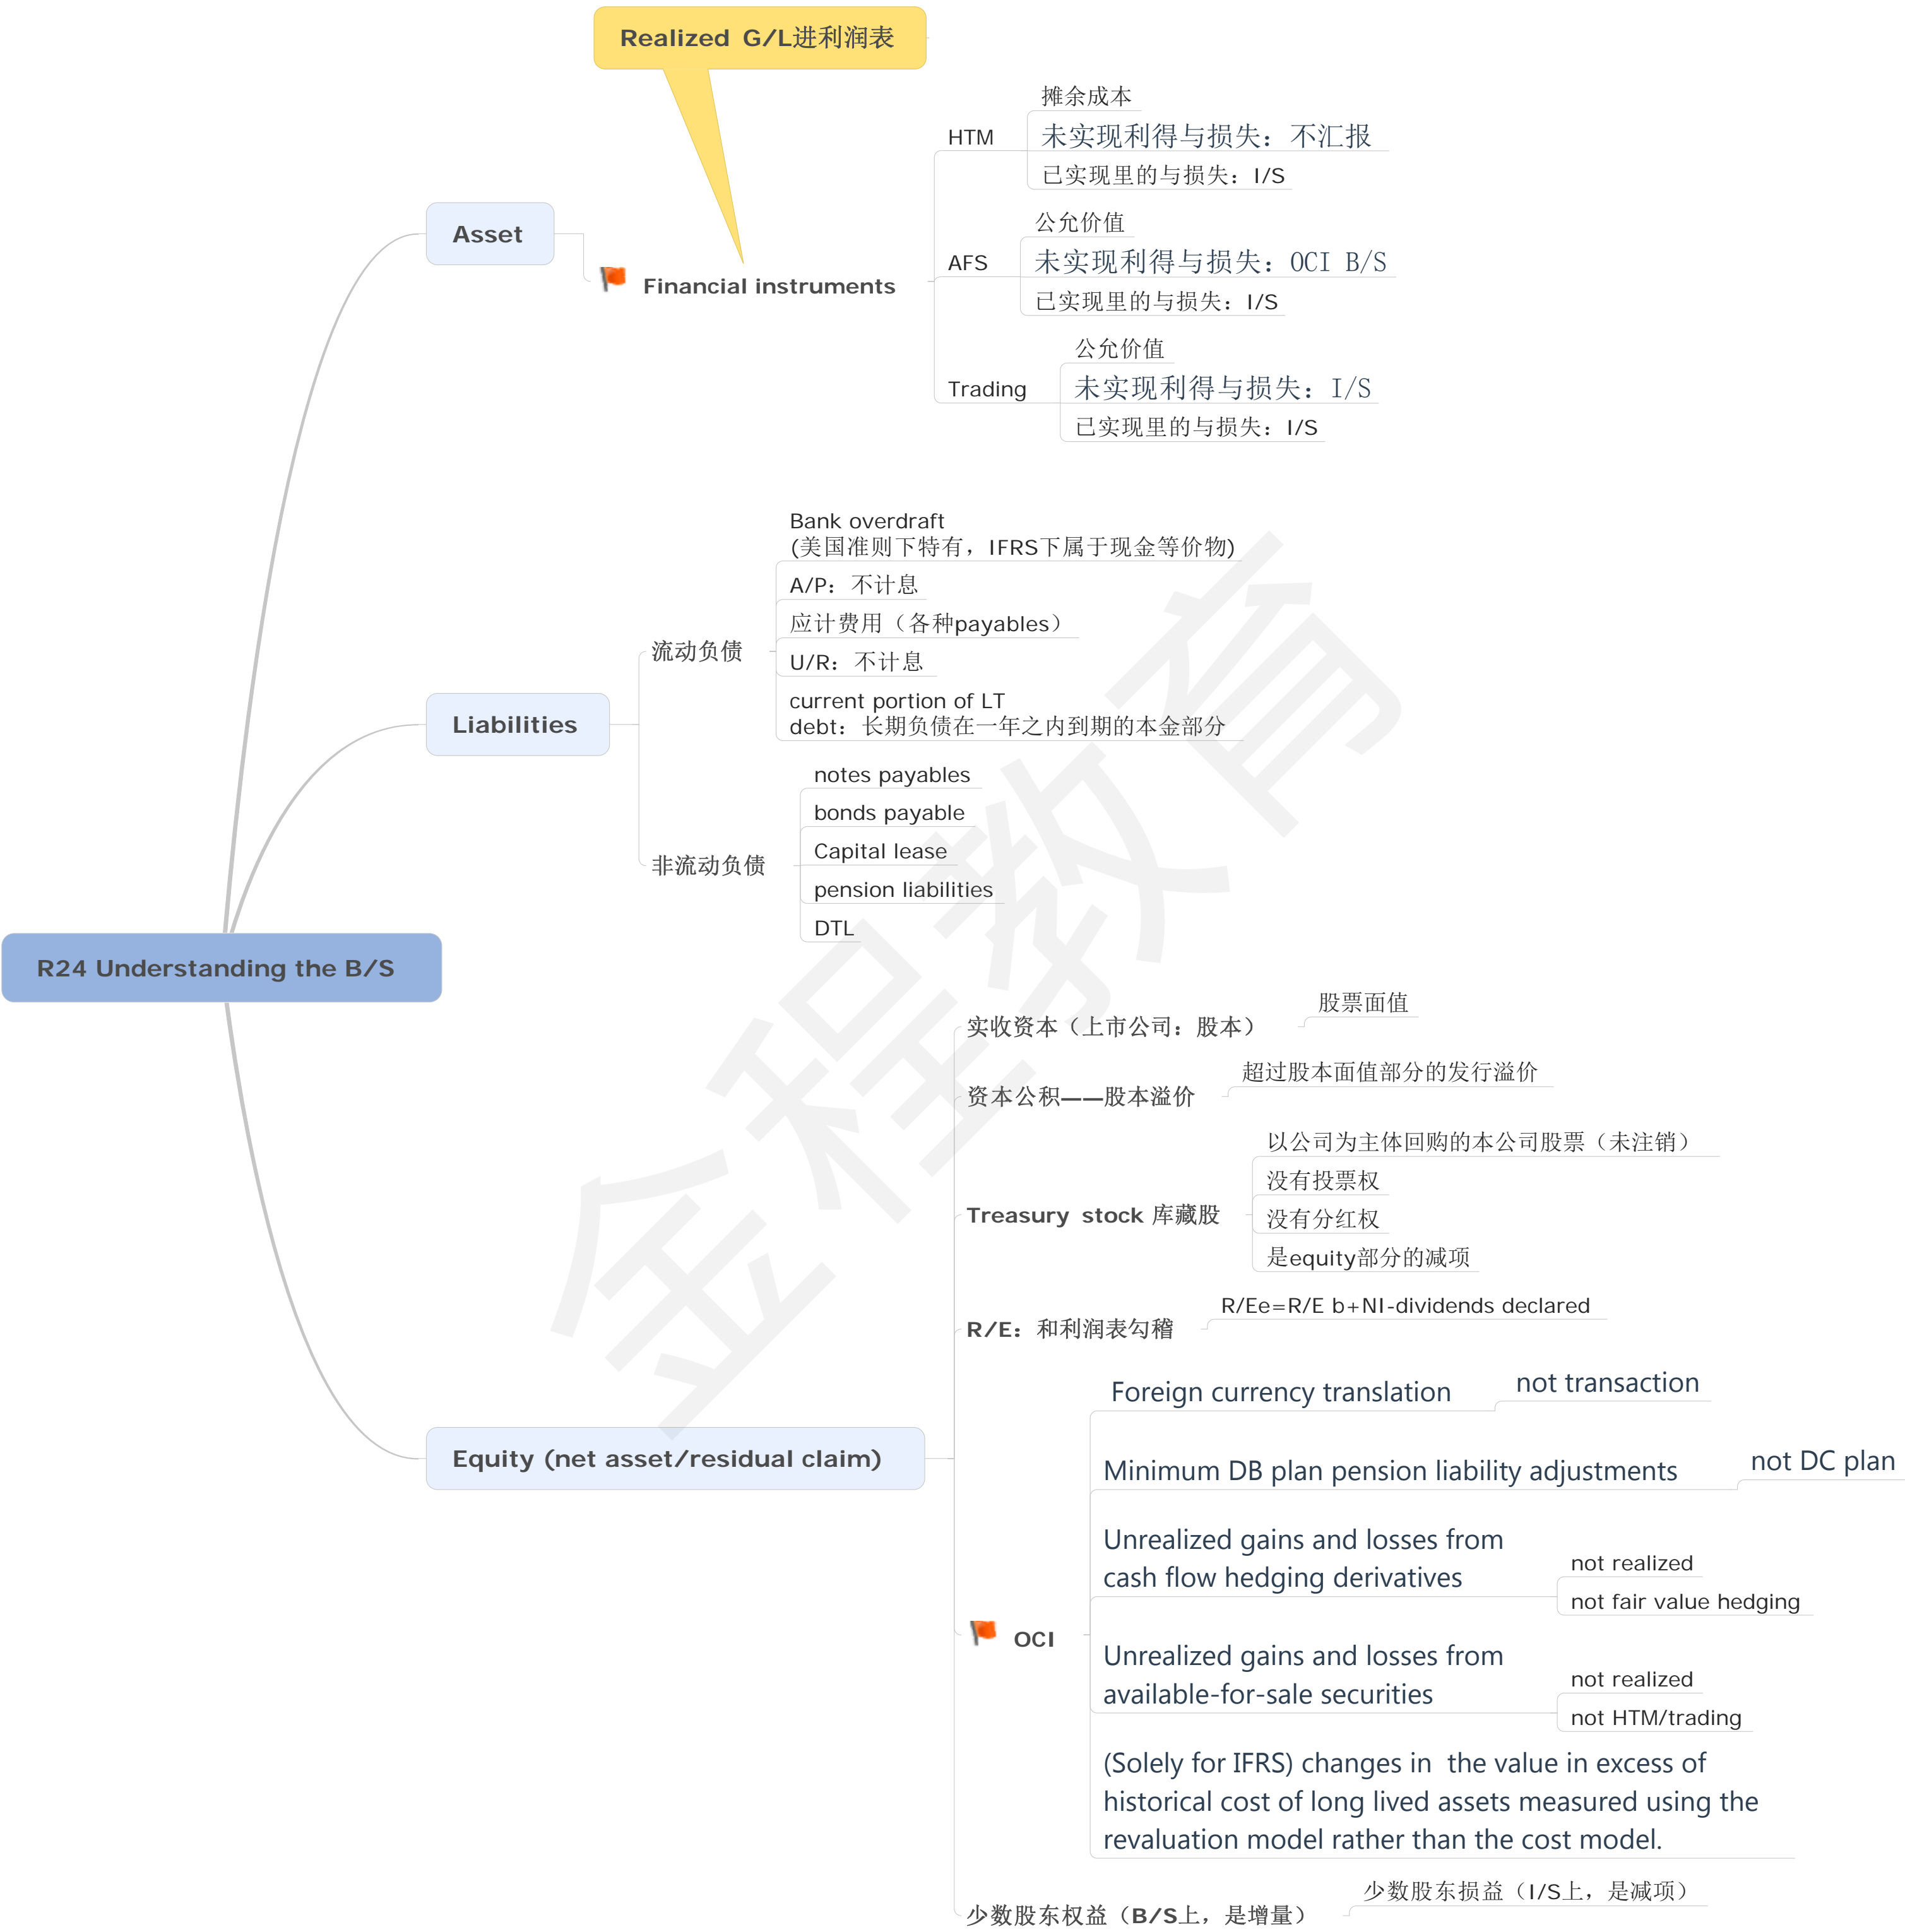 Realized G/L进利润表
Asset
Financial instruments
HTM
摊余成本
未实现利得与损失：不汇报
已实现里的与损失：I/S
AFS
公允价值
未实现利得与损失：OCI B/S
已实现里的与损失：I/S
Trading
公允价值
未实现利得与损失：I/S
已实现里的与损失：I/S
Liabilities
流动负债
Bank overdraft
(美国准则下特有，IFRS下属于现金等价物)
A/P：不计息
应计费用（各种payables）
U/R：不计息
current portion of LT
debt：长期负债在一年之内到期的本金部分
非流动负债
notes payables
bonds payable
Capital lease
pension liabilities
DTL
R24 Understanding the B/S
Equity (net asset/residual claim)
实收资本（上市公司：股本）
股票面值
资本公积——股本溢价
超过股本面值部分的发行溢价
Treasury stock 库藏股
以公司为主体回购的本公司股票（未注销）
没有投票权
没有分红权
是equity部分的减项
R/E：和利润表勾稽
R/Ee=R/E b+NI-dividends declared
OCI
Foreign currency translation
not transaction
Minimum DB plan pension liability adjustments
not DC plan
Unrealized gains and losses from
cash flow hedging derivatives
not realized
not fair value hedging
Unrealized gains and losses from
available-for-sale securities
not realized
not HTM/trading
(Solely for IFRS) changes in  the value in excess of
historical cost of long lived assets measured using the
revaluation model rather than the cost model.
少数股东权益（B/S上，是增量）
少数股东损益（I/S上，是减项）
金程教育